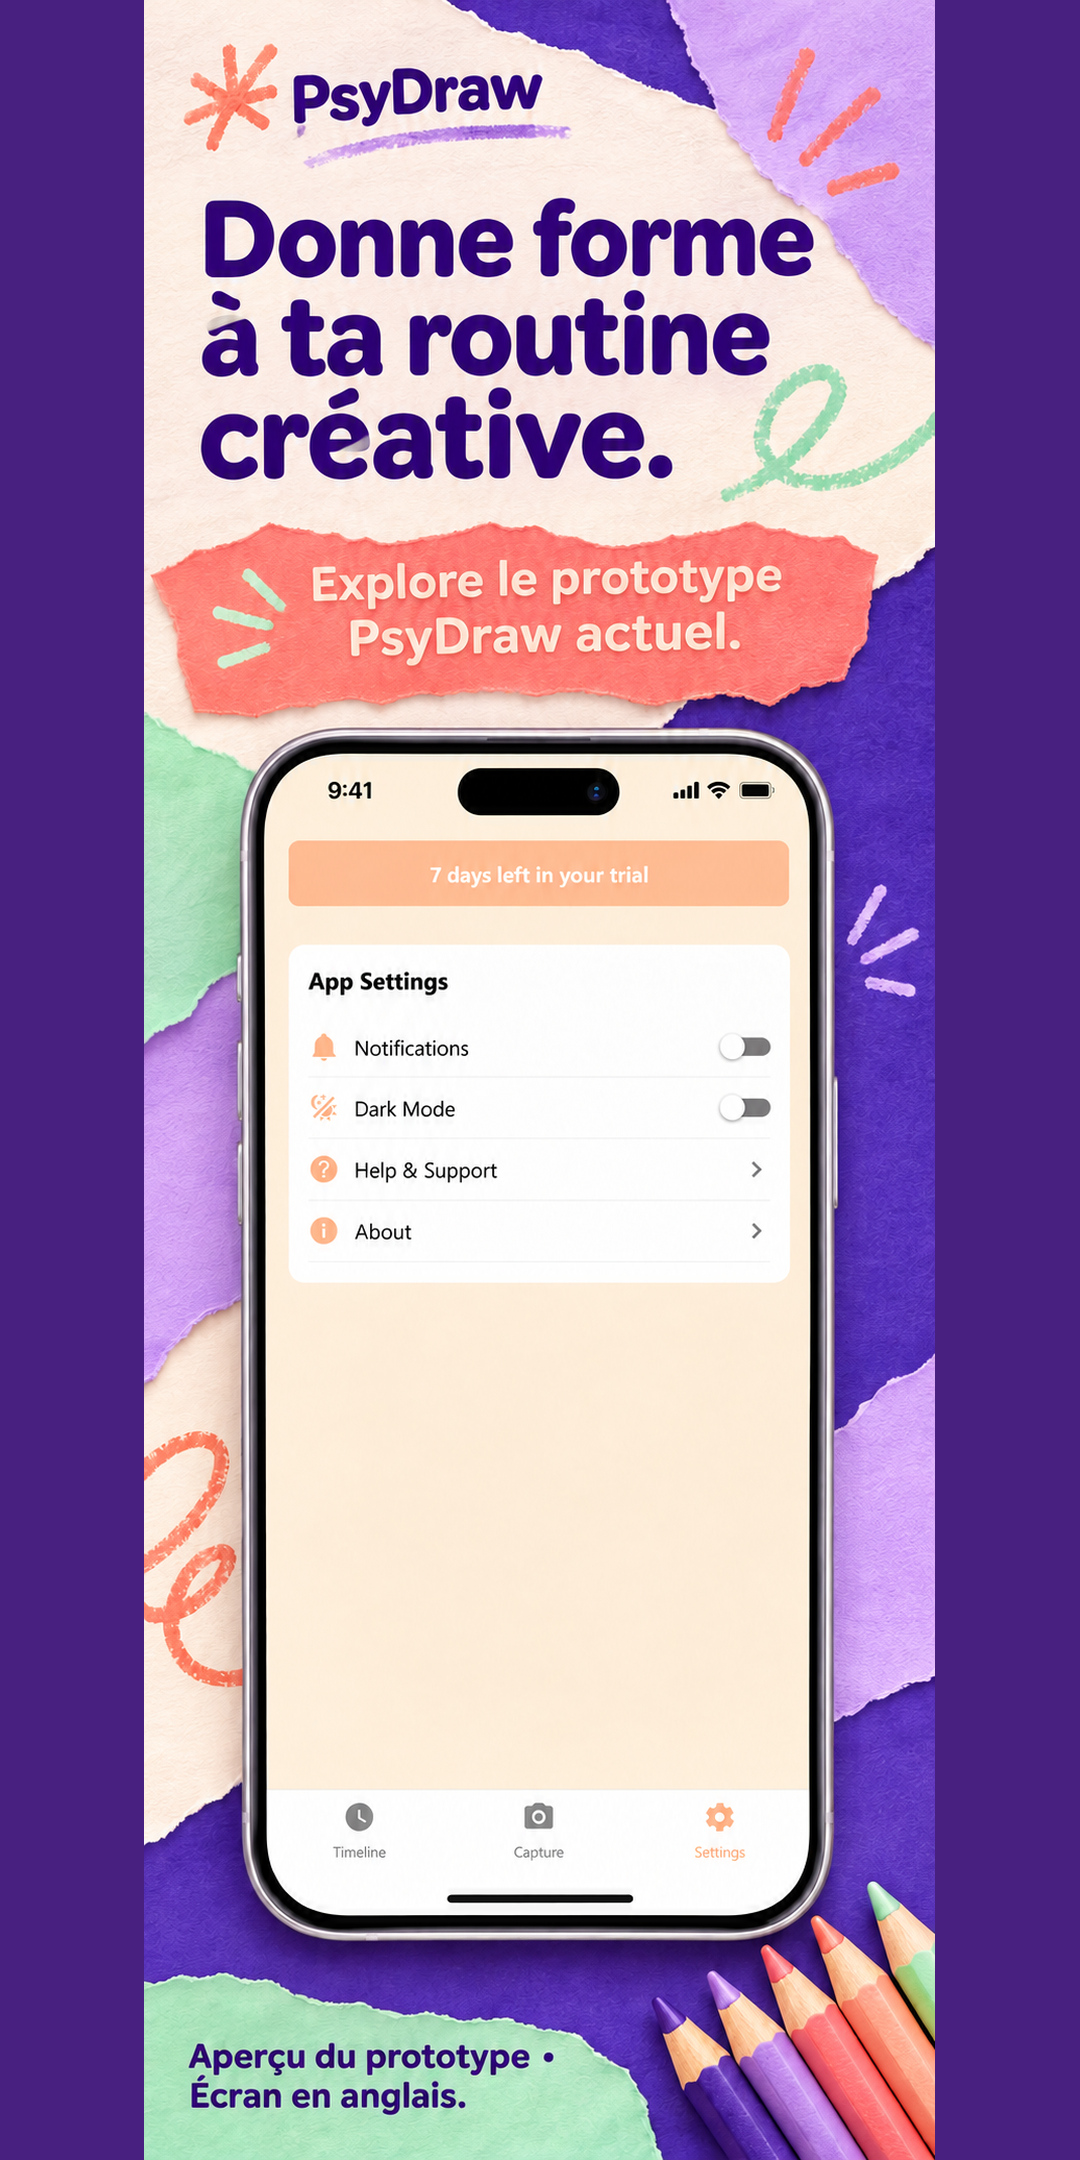 PsyDraw
Donne forme
à ta routine
créative.
Explore le prototype
PsyDraw actuel.
9:41
7 days left in your trial
App Settings
Notifications
Dark Mode
Help & Support
About
Timeline
Capture
Settings
Aperçu du prototype •
Écran en anglais.